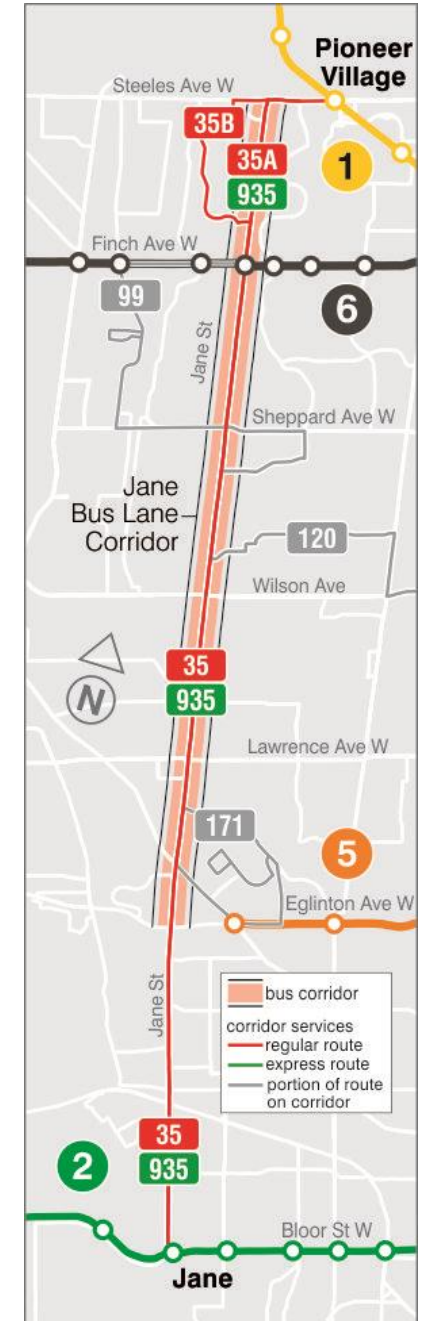 Pioneer
Village
Steeles Ave W
35B
35A
935
1
Finch Ave W
99
6
Jane St
Sheppard Ave W
Jane
Bus Lane
Corridor
120
Wilson Ave
35
935
N
Lawrence Ave W
171
5
Eglinton Ave W
bus corridor
corridor services
regular route
express route
portion of route
on corridor
Jane St
35
935
2
Bloor St W
Jane